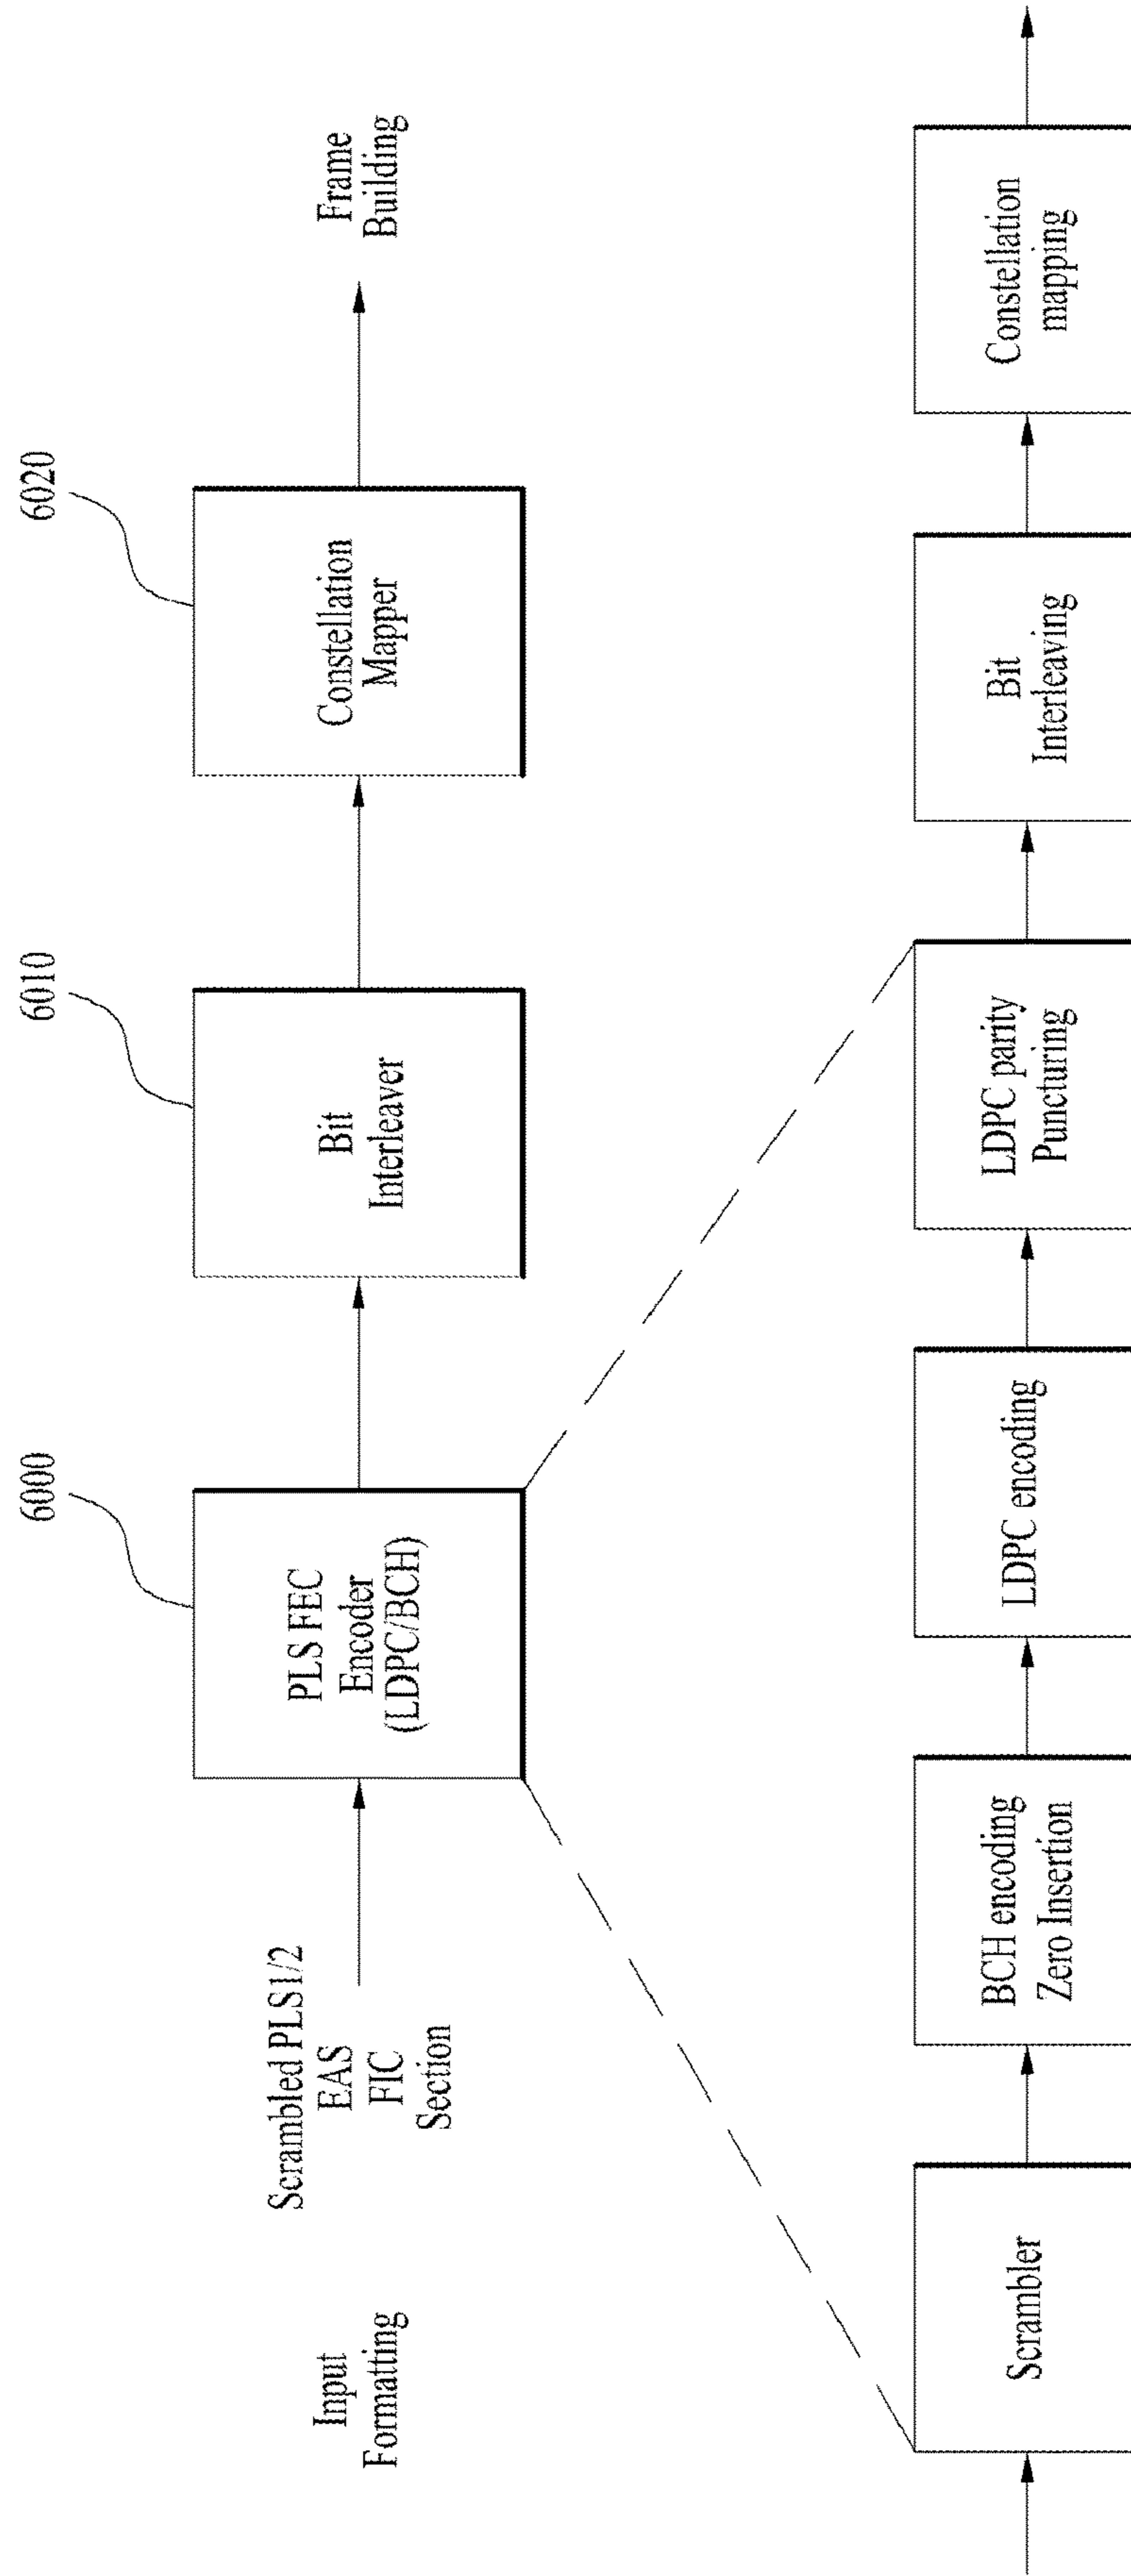 6000
6010
6020
Input
Formatting
Scrambled PLS1/2
EAS
FIC
Section
PLS FEC
Encoder
(LDPC/BCH)
Bit
Interleaver
Constellation
Mapper
Frame
Building
Scrambler
BCH encoding
Zero Insertion
LDPC encoding
LDPC parity
Puncturing
Bit
Interleaving
Constellation
mapping